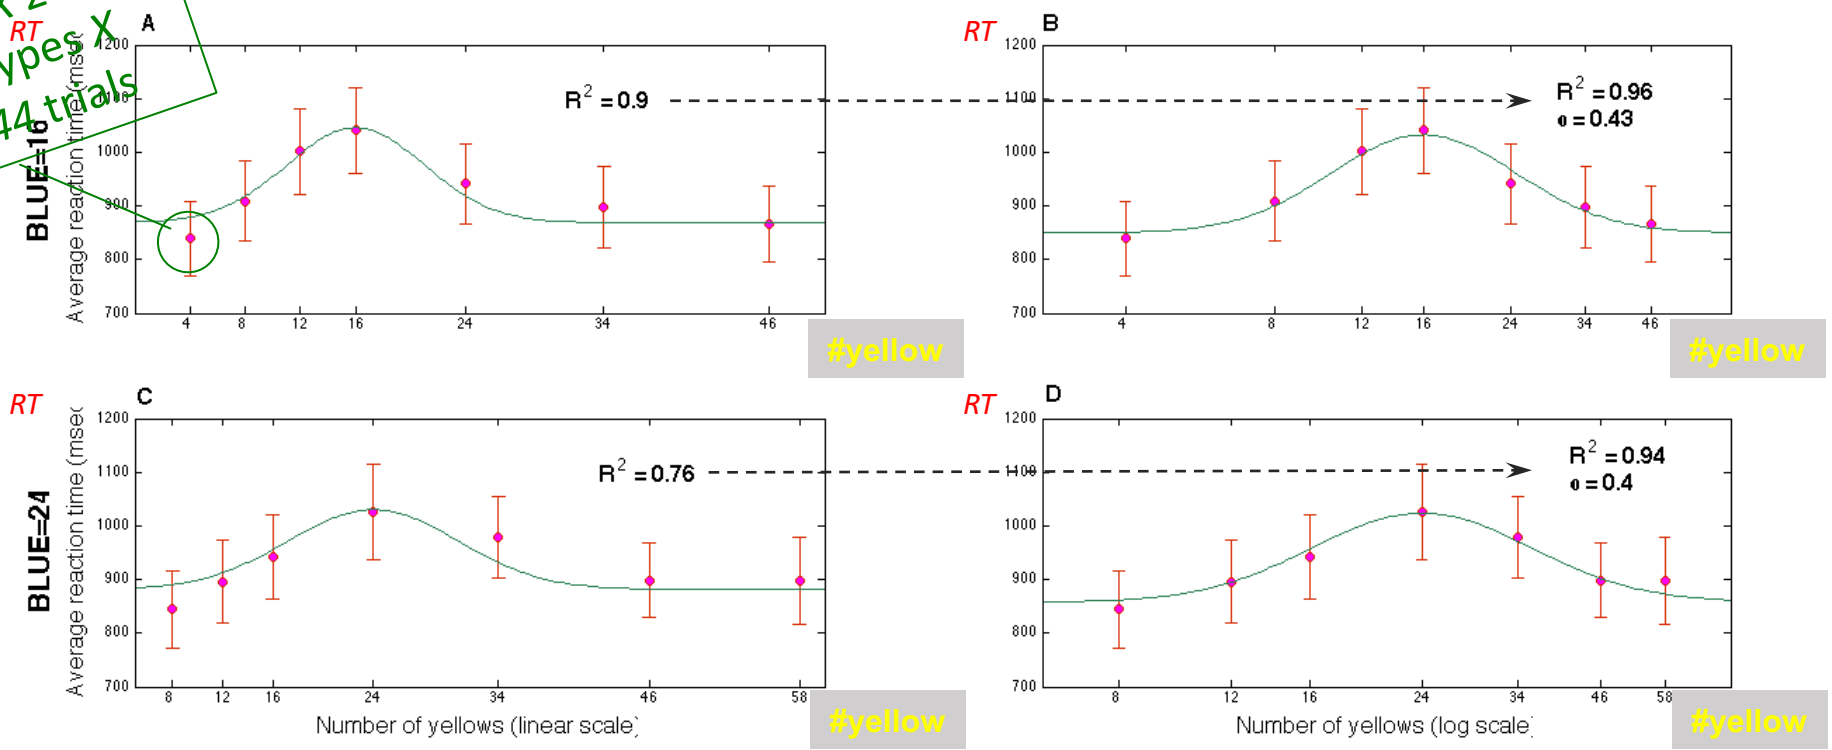 X 2
types X
44 trials
RT
A
BLUE=16
Average reaction time (msec
1200
1100
1000
900
800
700
R² = 0.9
4 8 12 16 24 34 46
#yellow
RT
B
1200
1100
1000
900
800
700
R² = 0.96
σ = 0.43
4 8 12 16 24 34 46
#yellow
RT
C
BLUE=24
Average reaction time (msec
1200
1100
1000
900
800
700
R² = 0.76
8 12 16 24 34 46 58
Number of yellows (linear scale)
#yellow
RT
D
1200
1100
1000
900
800
700
R² = 0.94
σ = 0.4
8 12 16 24 34 46 58
Number of yellows (log scale)
#yellow